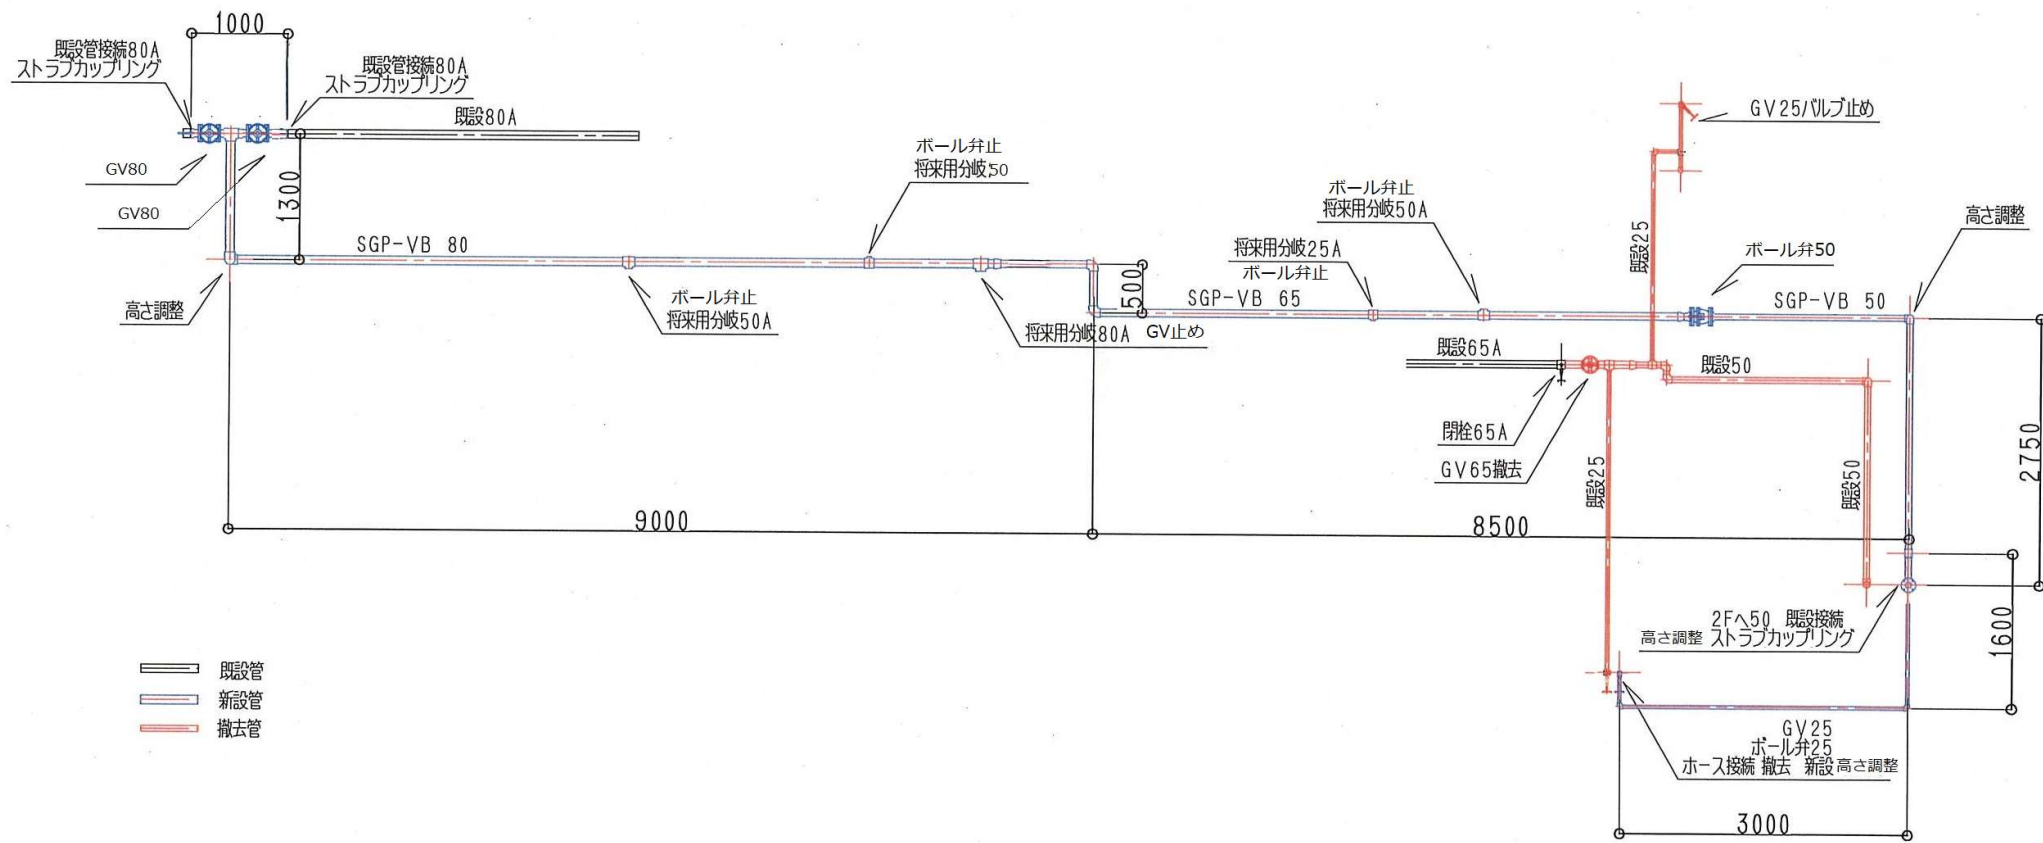 1000
既設管接続80A
ストラブカップリング
既設管接続80A
ストラブカップリング
既設80A
GV80
GV80
1300
SGP-VB 80
高さ調整
ボール弁止
将来用分岐50
ボール弁止
将来用分岐50A
将来用分岐80A GV止め
500
SGP-VB 65
将来用分岐25A
ボール弁止
ボール弁止
将来用分岐50A
GV25バルブ止め
既設25
高さ調整
ボール弁50
SGP-VB 50
既設65A
既設50
閉栓65A
GV65撤去
既設25
既設50
2750
9000
8500
1600
2Fへ50 既設接続
高さ調整 ストラブカップリング
既設管
新設管
撤去管
GV25
ボール弁25
ホース接続 撤去 新設 高さ調整
3000